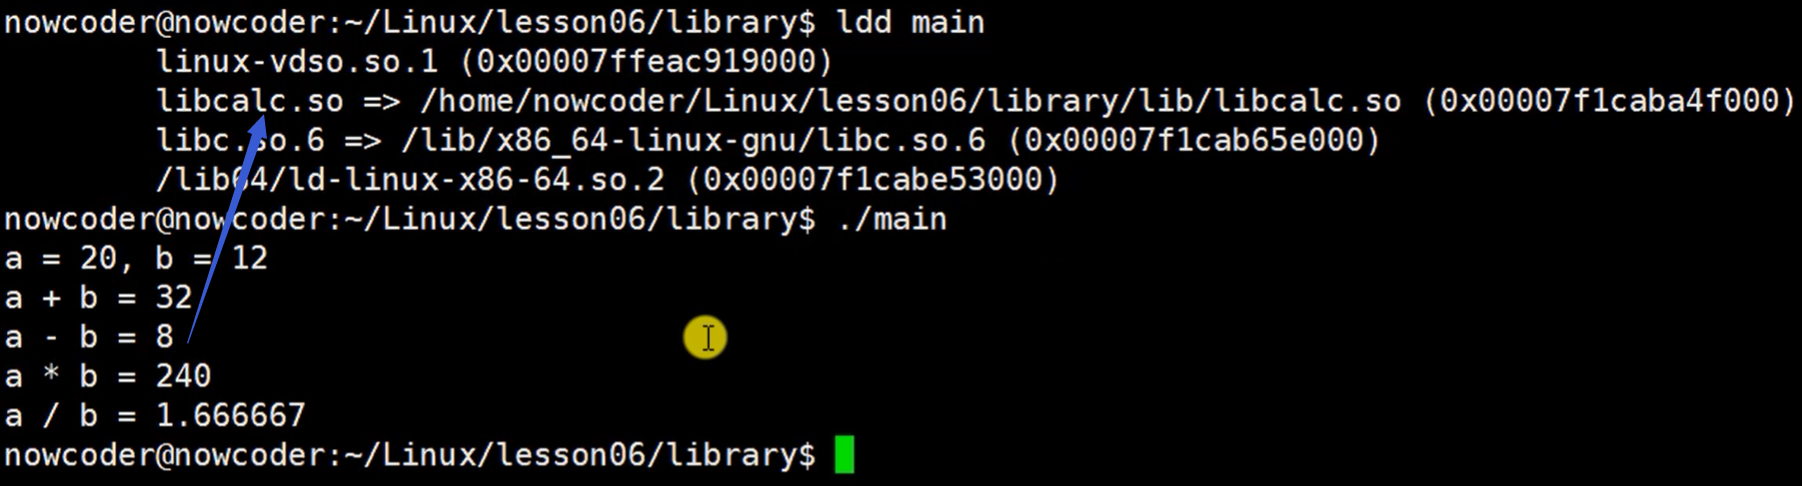 nowcoder@nowcoder:~/Linux/lesson06/library$ ldd main
linux-vdso.so.1 (0x00007ffeac919000)
libcalc.so => /home/nowcoder/Linux/lesson06/library/lib/libcalc.so (0x00007f1caba4f000)
libc.so.6 => /lib/x86_64-linux-gnu/libc.so.6 (0x00007f1cab65e000)
/lib64/ld-linux-x86-64.so.2 (0x00007f1cabe53000)
nowcoder@nowcoder:~/Linux/lesson06/library$ ./main
a = 20, b = 12
a + b = 32
a - b = 8
a * b = 240
a / b = 1.666667
nowcoder@nowcoder:~/Linux/lesson06/library$